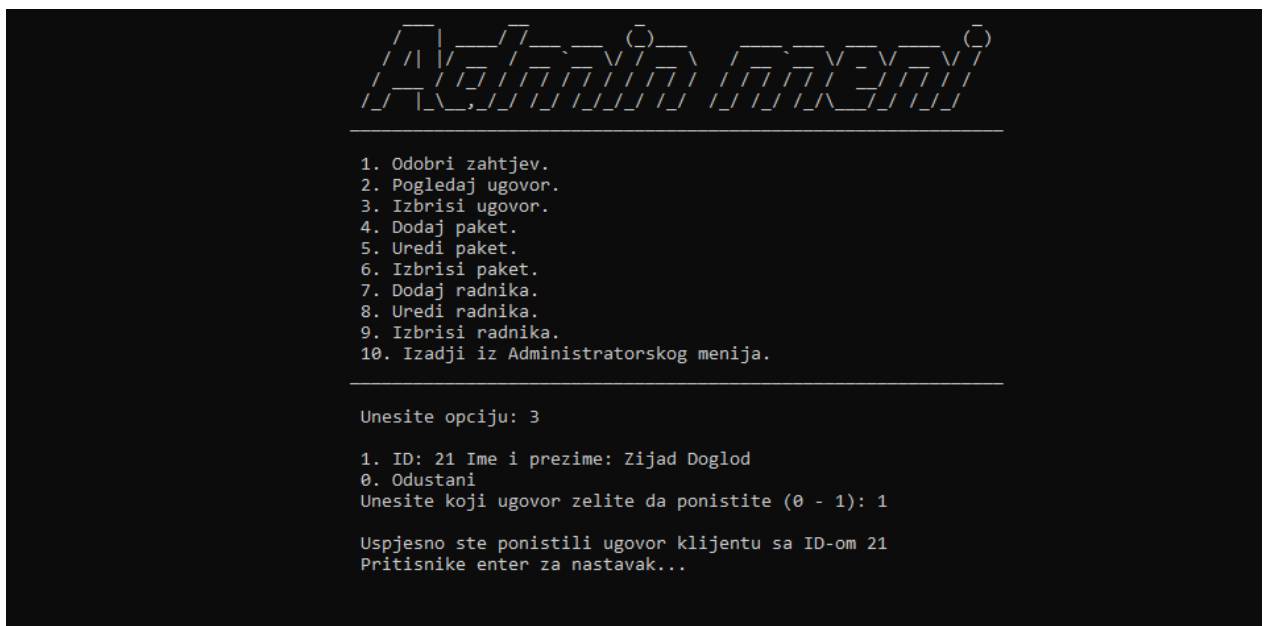 Admin meni
1. Odobri zahtjev.
2. Pogledaj ugovor.
3. Izbrisi ugovor.
4. Dodaj paket.
5. Uredi paket.
6. Izbrisi paket.
7. Dodaj radnika.
8. Uredi radnika.
9. Izbrisi radnika.
10. Izadji iz Administratorskog menija.
Unesite opciju: 3
1. ID: 21 Ime i prezime: Zijad Doglod
0. Odustani
Unesite koji ugovor zelite da ponistite (0 - 1): 1
Uspjesno ste ponistili ugovor klijentu sa ID-om 21
Pritisnike enter za nastavak...